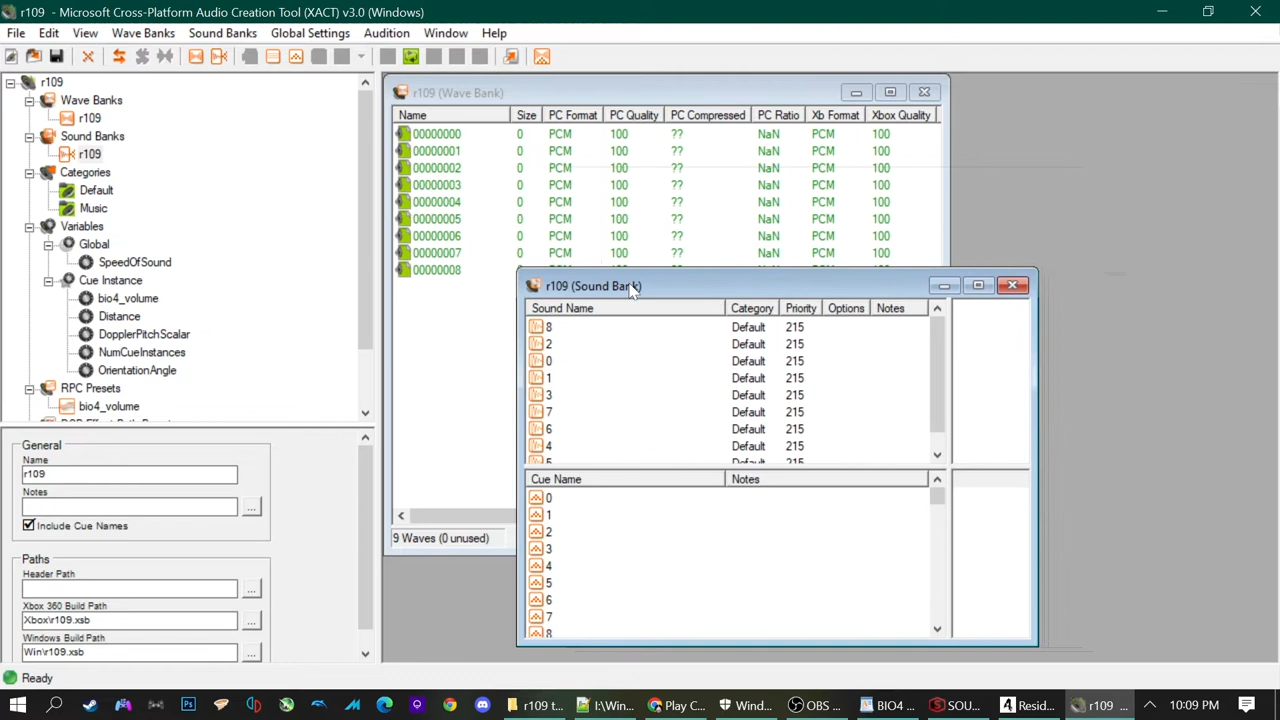 r109 - Microsoft Cross-Platform Audio Creation Tool (XACT) v3.0 (Windows)
File Edit View Wave Banks Sound Banks Global Settings Audition Window Help
r109
Wave Banks
r109
Sound Banks
r109
Categories
Default
Music
Variables
Global
SpeedOfSound
Cue Instance
bio4_volume
Distance
DopplerPitchScalar
NumCueInstances
OrientationAngle
RPC Presets
bio4_volume
General
Name
r109
Notes
...
Include Cue Names
Paths
Header Path
...
Xbox 360 Build Path
Xbox\r109.xsb ...
Windows Build Path
Win\r109.xsb ...
r109 (Wave Bank)
Name Size PC Format PC Quality PC Compressed PC Ratio Xb Format Xbox Quality
00000000 0 PCM 100 ?? NaN PCM 100
00000001 0 PCM 100 ?? NaN PCM 100
00000002 0 PCM 100 ?? NaN PCM 100
00000003 0 PCM 100 ?? NaN PCM 100
00000004 0 PCM 100 ?? NaN PCM 100
00000005 0 PCM 100 ?? NaN PCM 100
00000006 0 PCM 100 ?? NaN PCM 100
00000007 0 PCM 100 ?? NaN PCM 100
00000008
9 Waves (0 unused)
r109 (Sound Bank)
Sound Name Category Priority Options Notes
8 Default 215
2 Default 215
0 Default 215
1 Default 215
3 Default 215
7 Default 215
6 Default 215
4 Default 215
5 Default 215
Cue Name Notes
0
1
2
3
4
5
6
7
8
Ready
r109 t... I:\Win... Play C... Wind... OBS ... BIO4 ... SOU... Resid... r109 ... 10:09 PM